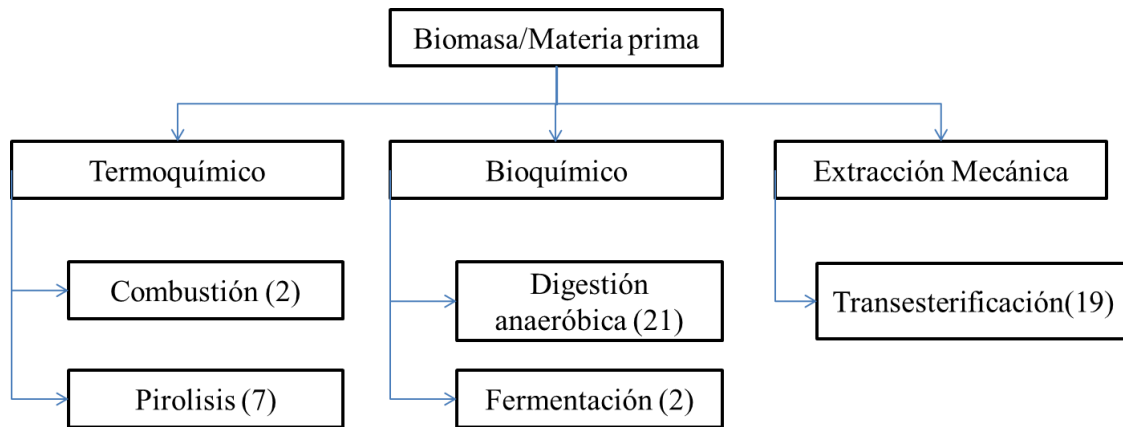 Biomasa/Materia prima
Termoquímico
Bioquímico
Extracción Mecánica
Combustión (2)
Digestión
anaeróbica (21)
Transesterificación(19)
Pirolisis (7)
Fermentación (2)